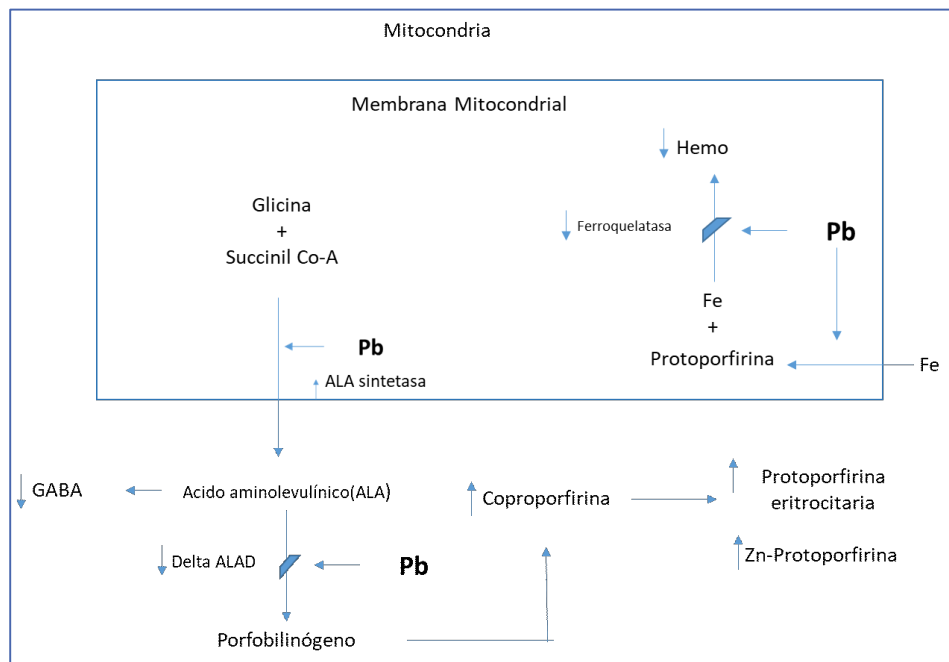 Mitocondria
Membrana Mitocondrial
Hemo
Glicina
+
Succinil Co-A
Ferroquelatasa
Pb
Fe
+
Protoporfirina
Fe
Pb
ALA sintetasa
GABA
Acido aminolevulínico(ALA)
Coproporfirina
Protoporfirina
eritrocitaria
Delta ALAD
Pb
Zn-Protoporfirina
Porfobilinógeno